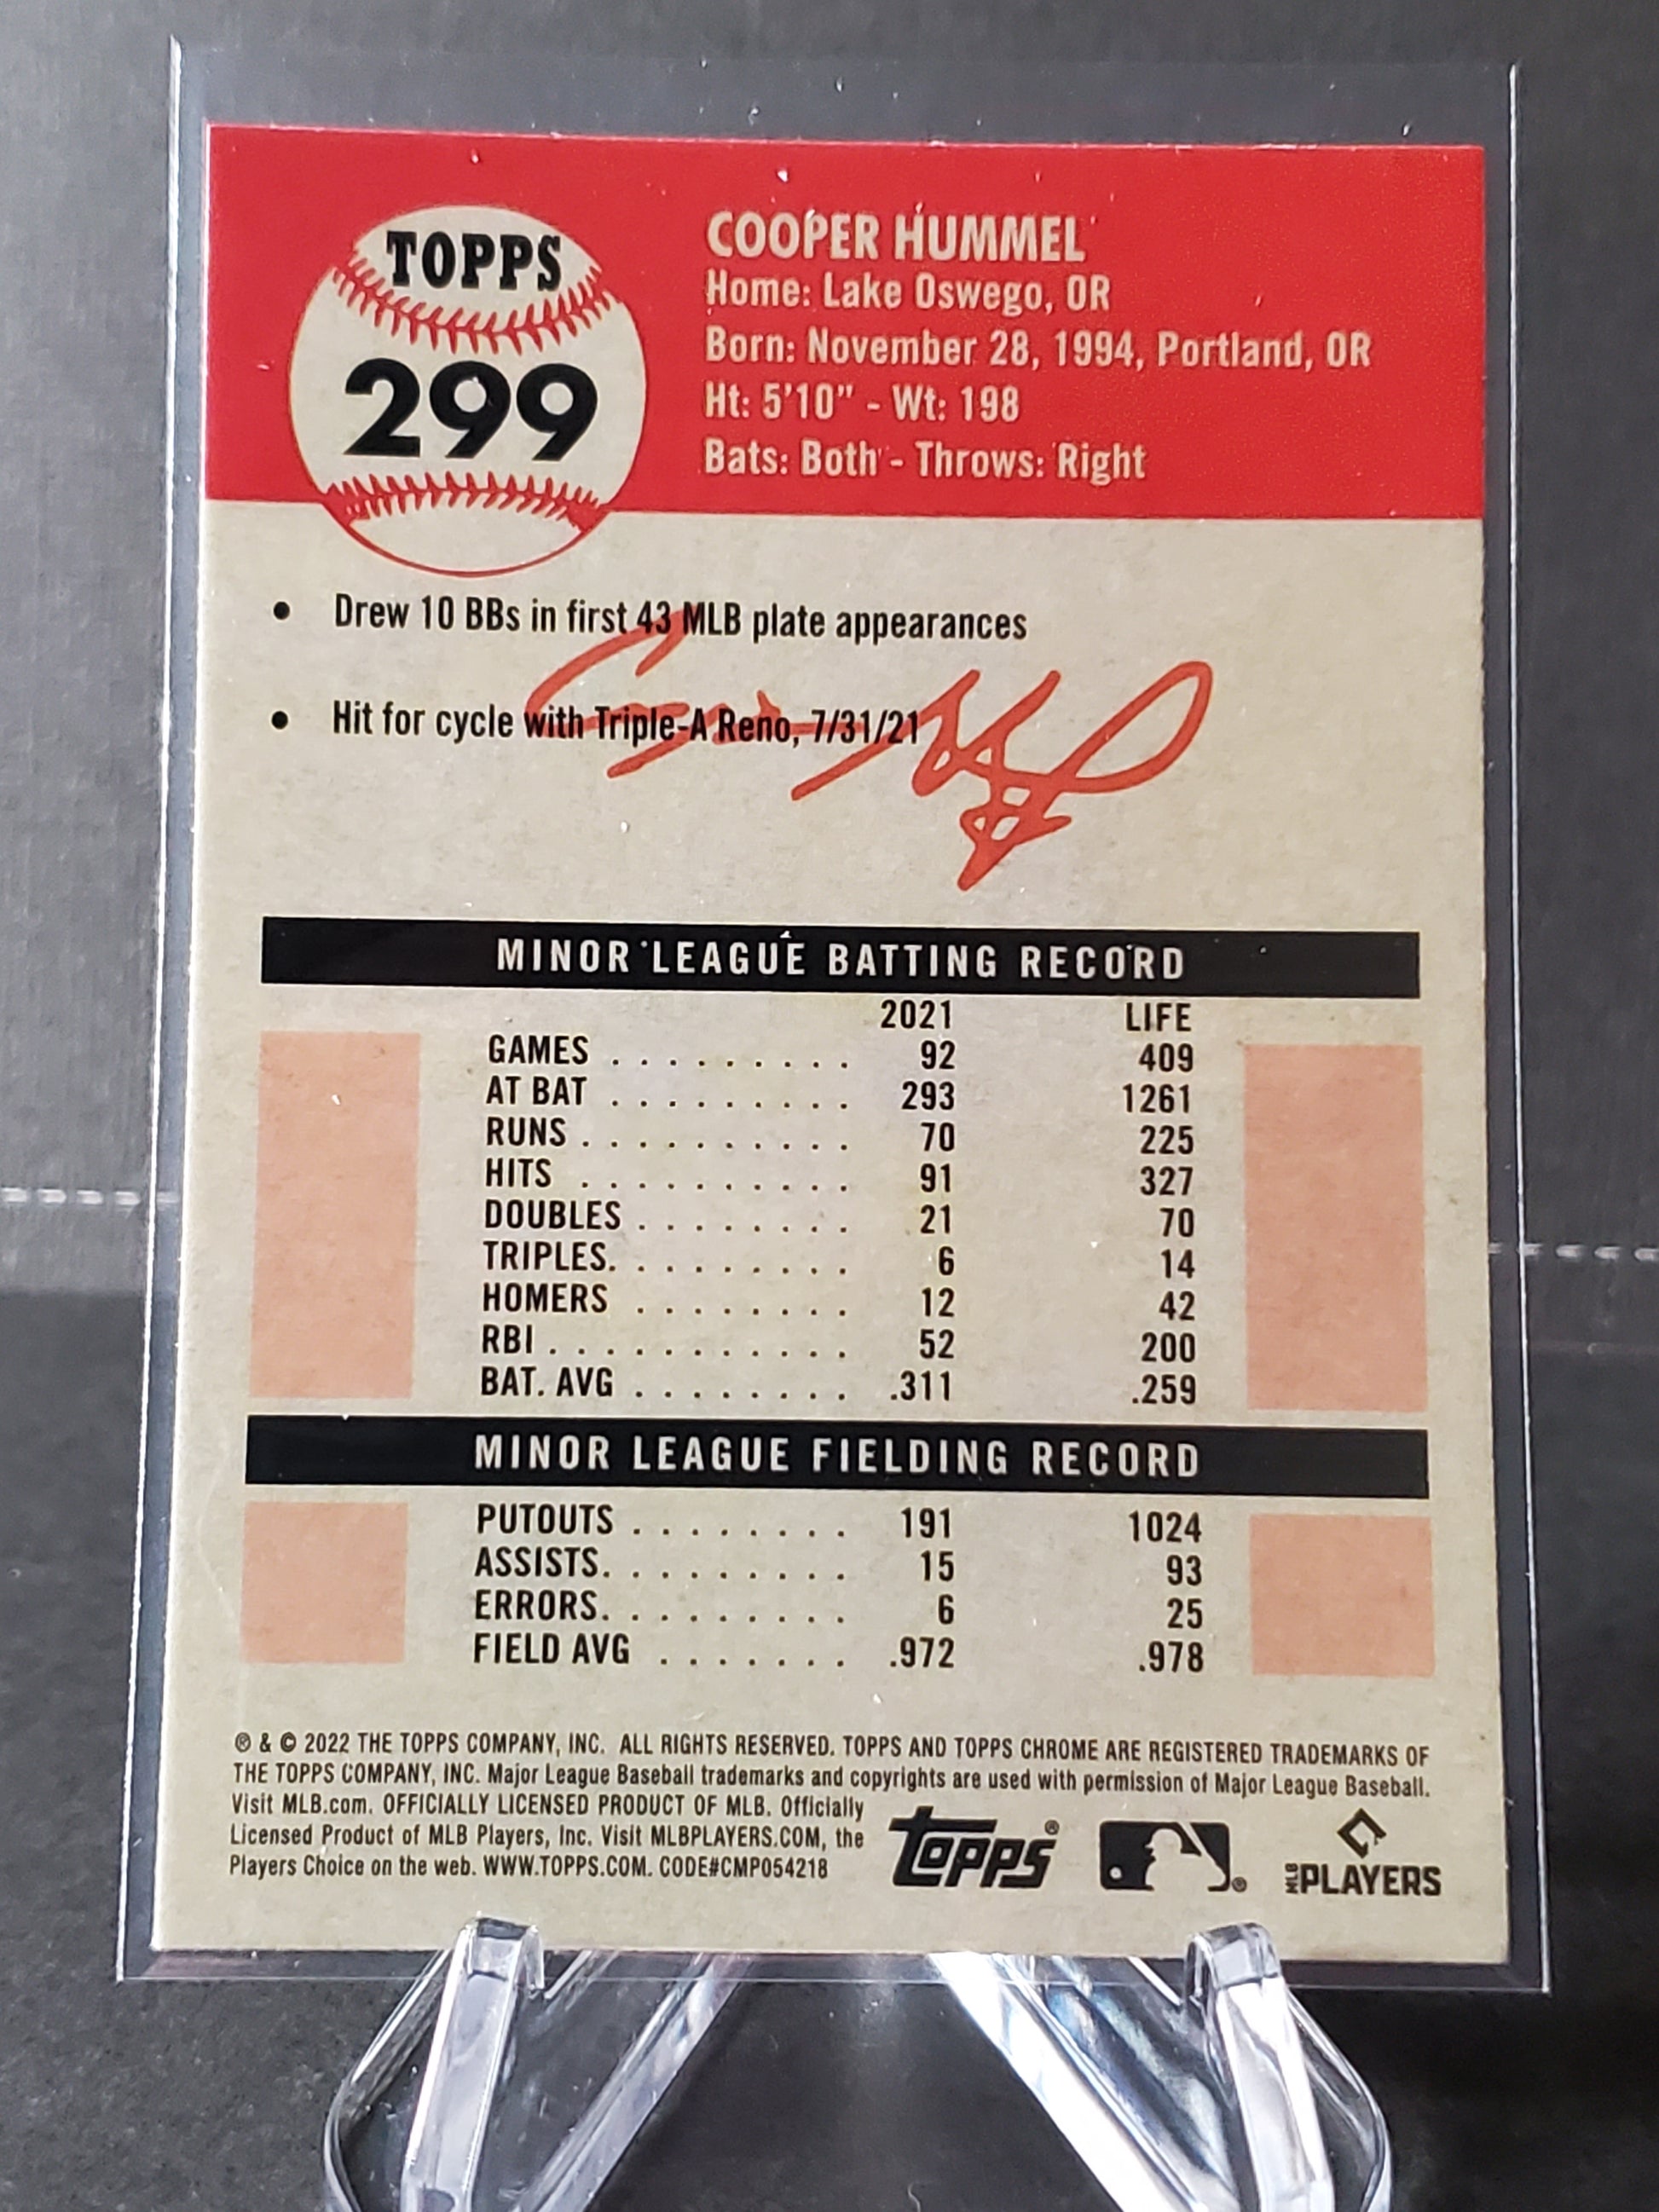 TOPPS
299
COOPER HUMMEL
Home: Lake Oswego, OR
Born: November 28, 1994, Portland, OR
Ht: 5'10" - Wt: 198
Bats: Both - Throws: Right
• Drew 10 BBs in first 43 MLB plate appearances
• Hit for cycle with Triple-A Reno, 7/31/21
MINOR LEAGUE BATTING RECORD
2021 LIFE
GAMES . . . . . . . . . 92 409
AT BAT . . . . . . . . . 293 1261
RUNS . . . . . . . . . . 70 225
HITS . . . . . . . . . . 91 327
DOUBLES . . . . . . . . 21 70
TRIPLES. . . . . . . . . 6 14
HOMERS . . . . . . . . 12 42
RBI . . . . . . . . . . . 52 200
BAT. AVG . . . . . . . . .311 .259
MINOR LEAGUE FIELDING RECORD
PUTOUTS . . . . . . . . 191 1024
ASSISTS. . . . . . . . . 15 93
ERRORS. . . . . . . . . 6 25
FIELD AVG . . . . . . . .972 .978
® & © 2022 THE TOPPS COMPANY, INC. ALL RIGHTS RESERVED. TOPPS AND TOPPS CHROME ARE REGISTERED TRADEMARKS OF
THE TOPPS COMPANY, INC. Major League Baseball trademarks and copyrights are used with permission of Major League Baseball.
Visit MLB.com. OFFICIALLY LICENSED PRODUCT OF MLB. Officially
Licensed Product of MLB Players, Inc. Visit MLBPLAYERS.COM, the
Players Choice on the web. WWW.TOPPS.COM. CODE#CMP054218
topps®
®
MLB PLAYERS